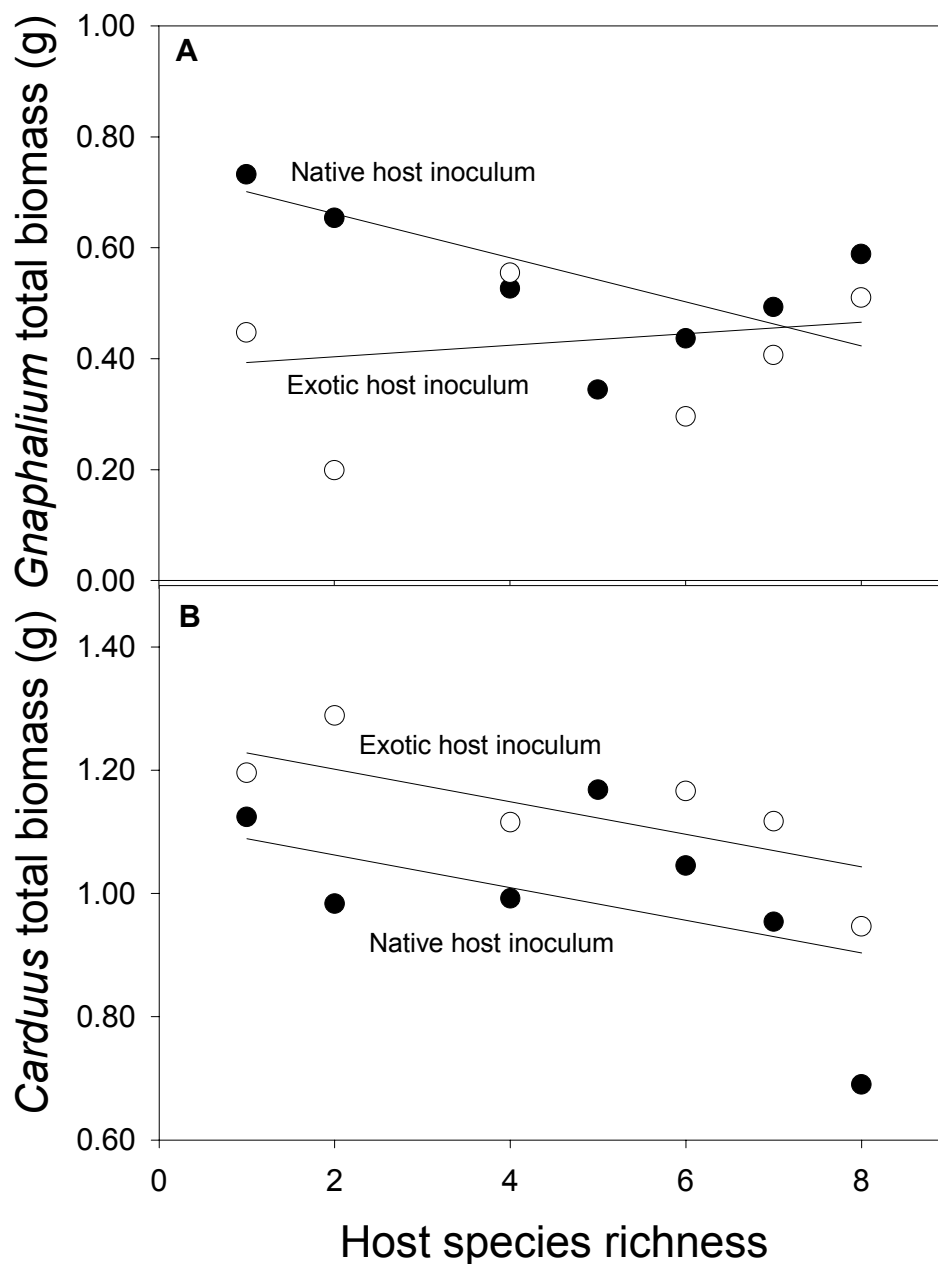 Gnaphalium total biomass (g)
1.00
0.80
0.60
0.40
0.20
0.00
A
Native host inoculum
Exotic host inoculum
Carduus total biomass (g)
1.40
1.20
1.00
0.80
0.60
B
Exotic host inoculum
Native host inoculum
0 2 4 6 8
Host species richness